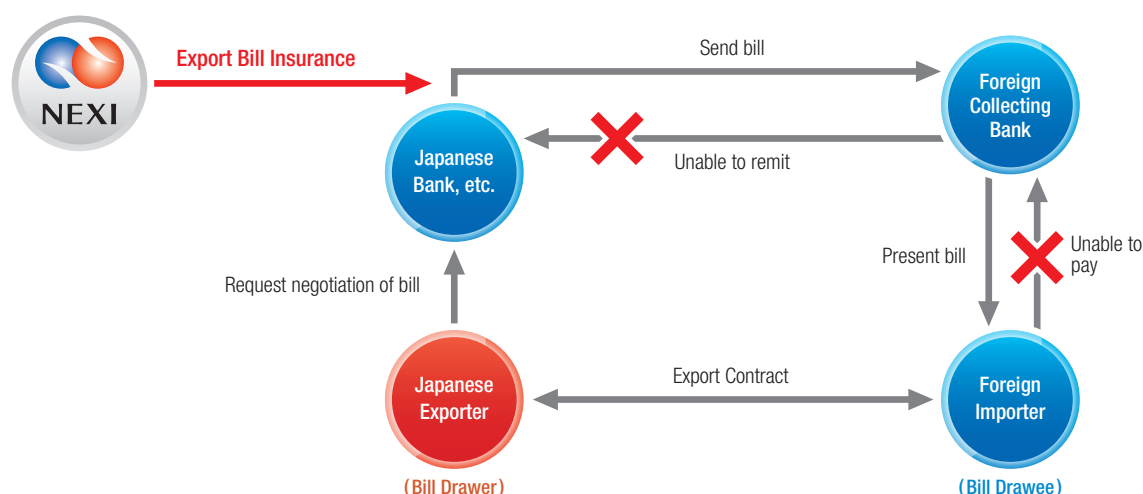 NEXI
Export Bill Insurance
Send bill
Foreign
Collecting
Bank
Japanese
Bank, etc.
Unable to remit
Present bill
Unable to
pay
Request negotiation of bill
Japanese
Exporter
Export Contract
Foreign
Importer
(Bill Drawer)
(Bill Drawee)